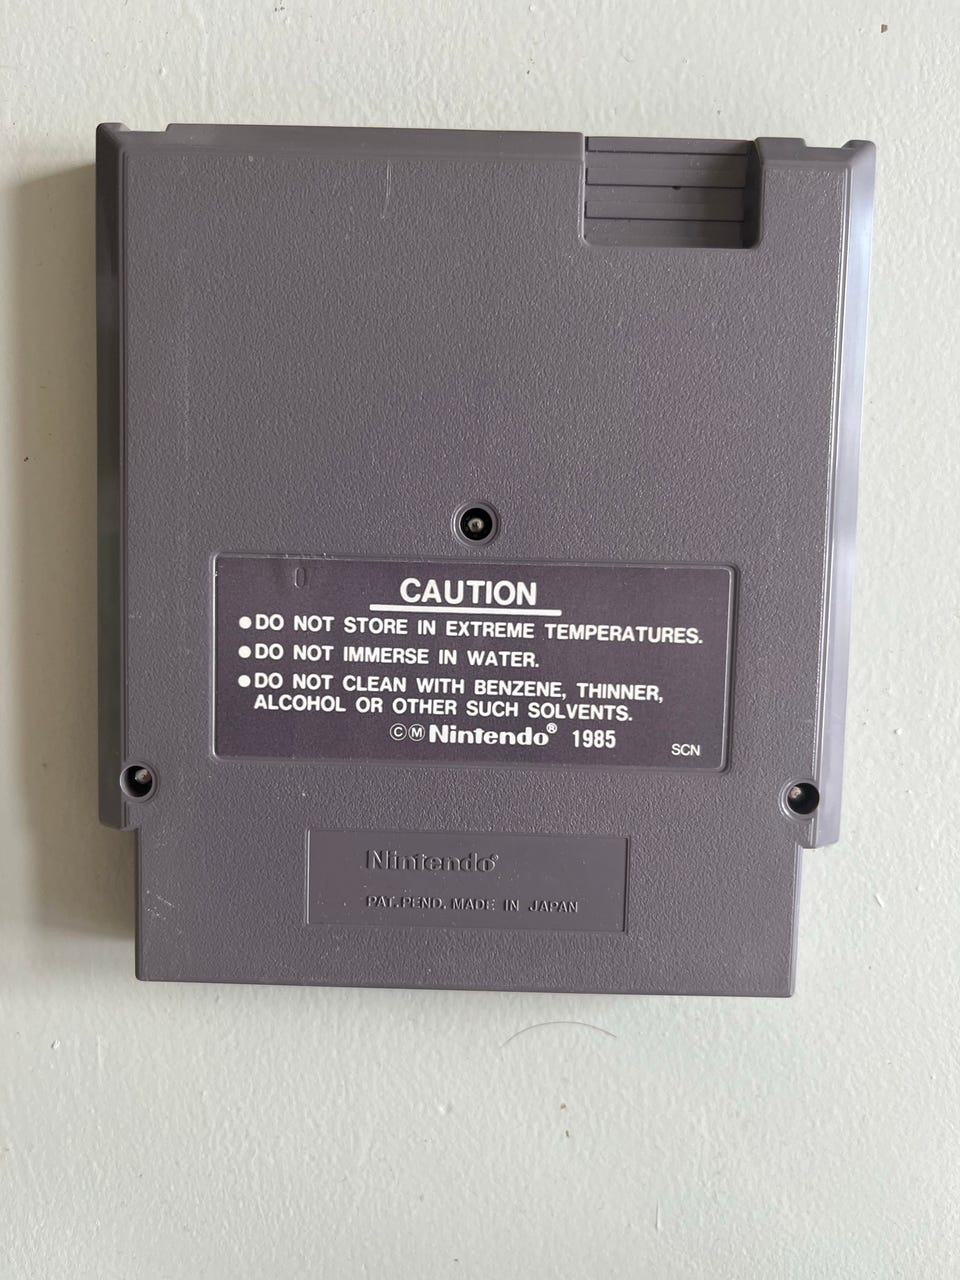 CAUTION
●DO NOT STORE IN EXTREME TEMPERATURES.
●DO NOT IMMERSE IN WATER.
●DO NOT CLEAN WITH BENZENE, THINNER,
ALCOHOL OR OTHER SUCH SOLVENTS.
©Ⓜ Nintendo® 1985
SCN
Nintendo®
PAT.PEND. MADE IN JAPAN